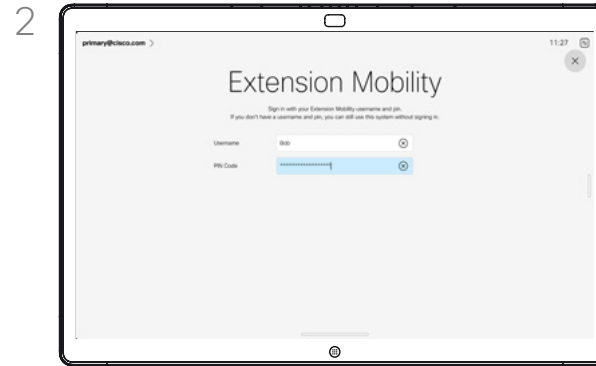 2
primary@cisco.com >
11:27
Extension Mobility
Sign in with your Extension Mobility username and pin.
If you don't have a username and pin, you can still use this system without signing in.
Username
Bob
PIN Code